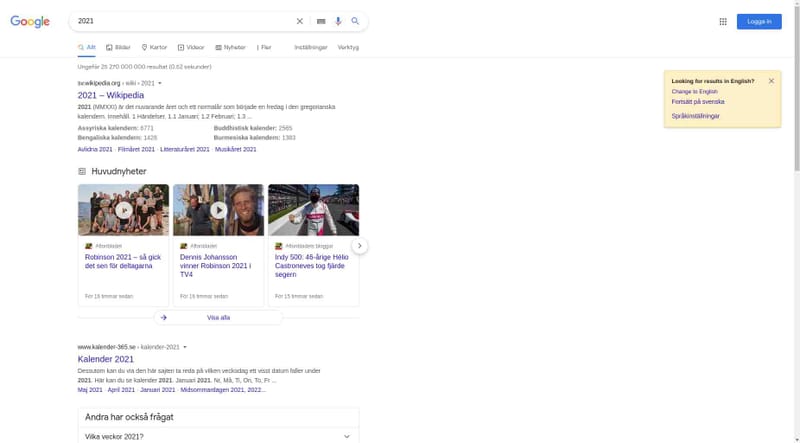 Google
2021
Logga in
Allt
Bilder
Kartor
Videor
Nyheter
Fler
Inställningar
Verktyg
Ungefär 25 270 000 000 resultat (0,62 sekunder)
sv.wikipedia.org › wiki › 2021
2021 – Wikipedia
2021 (MMXXI) är det nuvarande året och ett normalår som började en fredag i den gregorianska
kalendern. Innehåll. 1 Händelser. 1.1 Januari; 1.2 Februari; 1.3 ...
Assyriska kalendern: 6771
Buddhistisk kalender: 2565
Bengaliska kalendern: 1428
Burmesiska kalendern: 1383
Avlidna 2021 · Filmåret 2021 · Litteraturåret 2021 · Musikåret 2021
Looking for results in English?
Change to English
Fortsätt på svenska
Språkinställningar
Huvudnyheter
Aftonbladet
Robinson 2021 – så gick
det sen för deltagarna
För 16 timmar sedan
Aftonbladet
Dennis Johansson
vinner Robinson 2021 i
TV4
För 16 timmar sedan
Aftonbladets bloggar
Indy 500: 46-årige Hélio
Castroneves tog fjärde
segern
För 15 timmar sedan
Visa alla
www.kalender-365.se › kalender-2021
Kalender 2021
Dessutom kan du via den här sajten ta reda på vilken veckodag ett visst datum faller under
2021. Här kan du se kalender 2021. Januari 2021. Nr, Må, Ti, On, To, Fr ...
Maj 2021 · April 2021 · Januari 2021 · Midsommardagen 2021, 2022...
Andra har också frågat
Vilka veckor 2021?